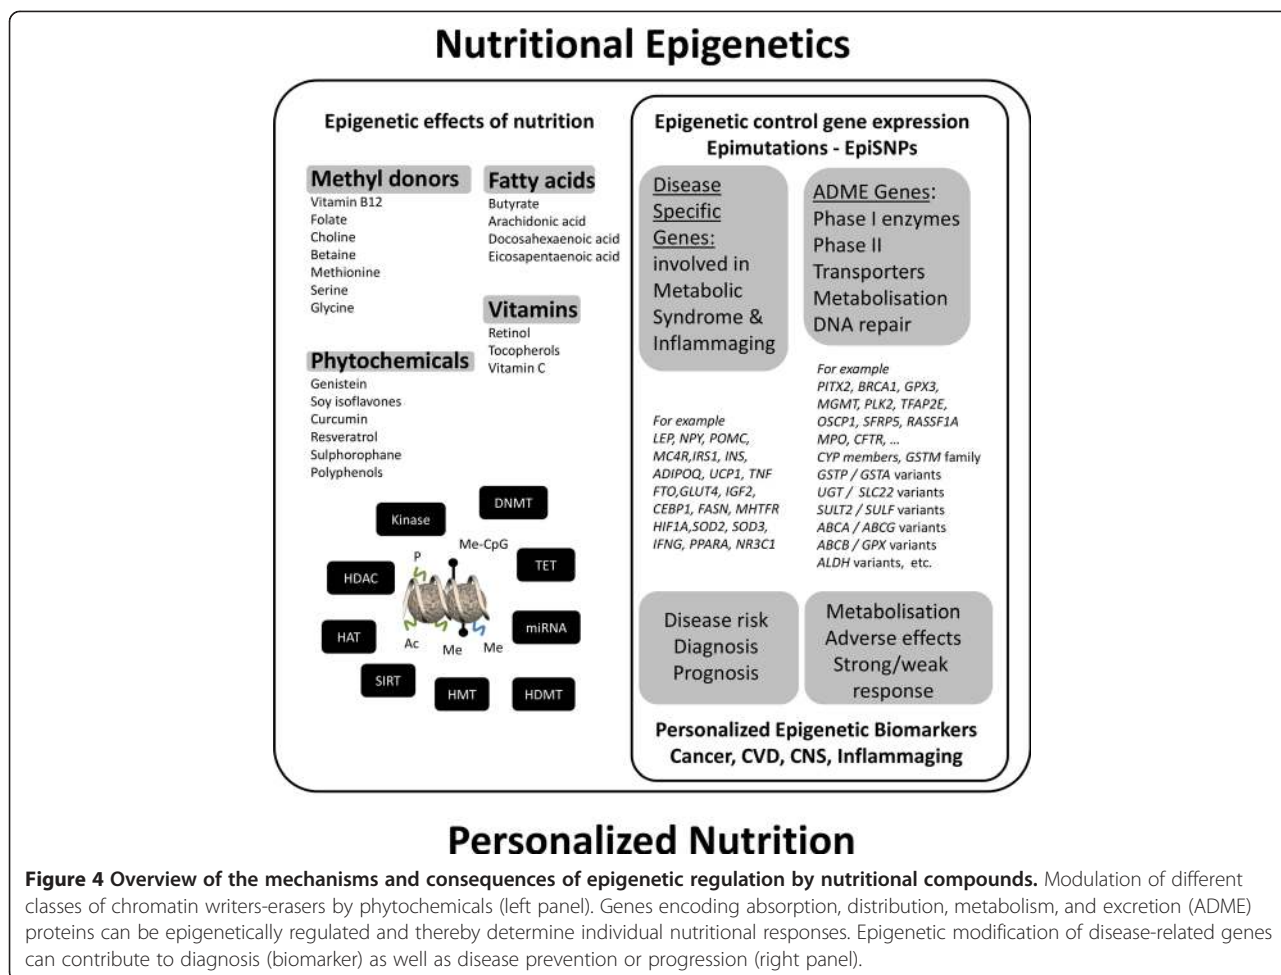 Nutritional Epigenetics
Epigenetic effects of nutrition
Methyl donors
Vitamin B12
Folate
Choline
Betaine
Methionine
Serine
Glycine
Fatty acids
Butyrate
Arachidonic acid
Docosahexaenoic acid
Eicosapentaenoic acid
Vitamins
Retinol
Tocopherols
Vitamin C
Phytochemicals
Genistein
Soy isoflavones
Curcumin
Resveratrol
Sulphorophane
Polyphenols
DNMT
Kinase
Me-CpG
P
TET
HDAC
miRNA
HAT
Ac
Me
Me
SIRT
HMT
HDMT
Epigenetic control gene expression
Epimutations - EpiSNPs
Disease
Specific
Genes:
involved in
Metabolic
Syndrome &
Inflammaging
For example
LEP, NPY, POMC,
MC4R,IRS1, INS,
ADIPOQ, UCP1, TNF
FTO,GLUT4, IGF2,
CEBP1, FASN, MHTFR
HIF1A,SOD2, SOD3,
IFNG, PPARA, NR3C1
Disease risk
Diagnosis
Prognosis
ADME Genes:
Phase I enzymes
Phase II
Transporters
Metabolisation
DNA repair
For example
PITX2, BRCA1, GPX3,
MGMT, PLK2, TFAP2E,
OSCP1, SFRP5, RASSF1A
MPO, CFTR, ...
CYP members, GSTM family
GSTP / GSTA variants
UGT / SLC22 variants
SULT2 / SULF variants
ABCA / ABCG variants
ABCB / GPX variants
ALDH variants, etc.
Metabolisation
Adverse effects
Strong/weak
response
Personalized Epigenetic Biomarkers
Cancer, CVD, CNS, Inflammaging
Personalized Nutrition
Figure 4 Overview of the mechanisms and consequences of epigenetic regulation by nutritional compounds. Modulation of different
classes of chromatin writers-erasers by phytochemicals (left panel). Genes encoding absorption, distribution, metabolism, and excretion (ADME)
proteins can be epigenetically regulated and thereby determine individual nutritional responses. Epigenetic modification of disease-related genes
can contribute to diagnosis (biomarker) as well as disease prevention or progression (right panel).